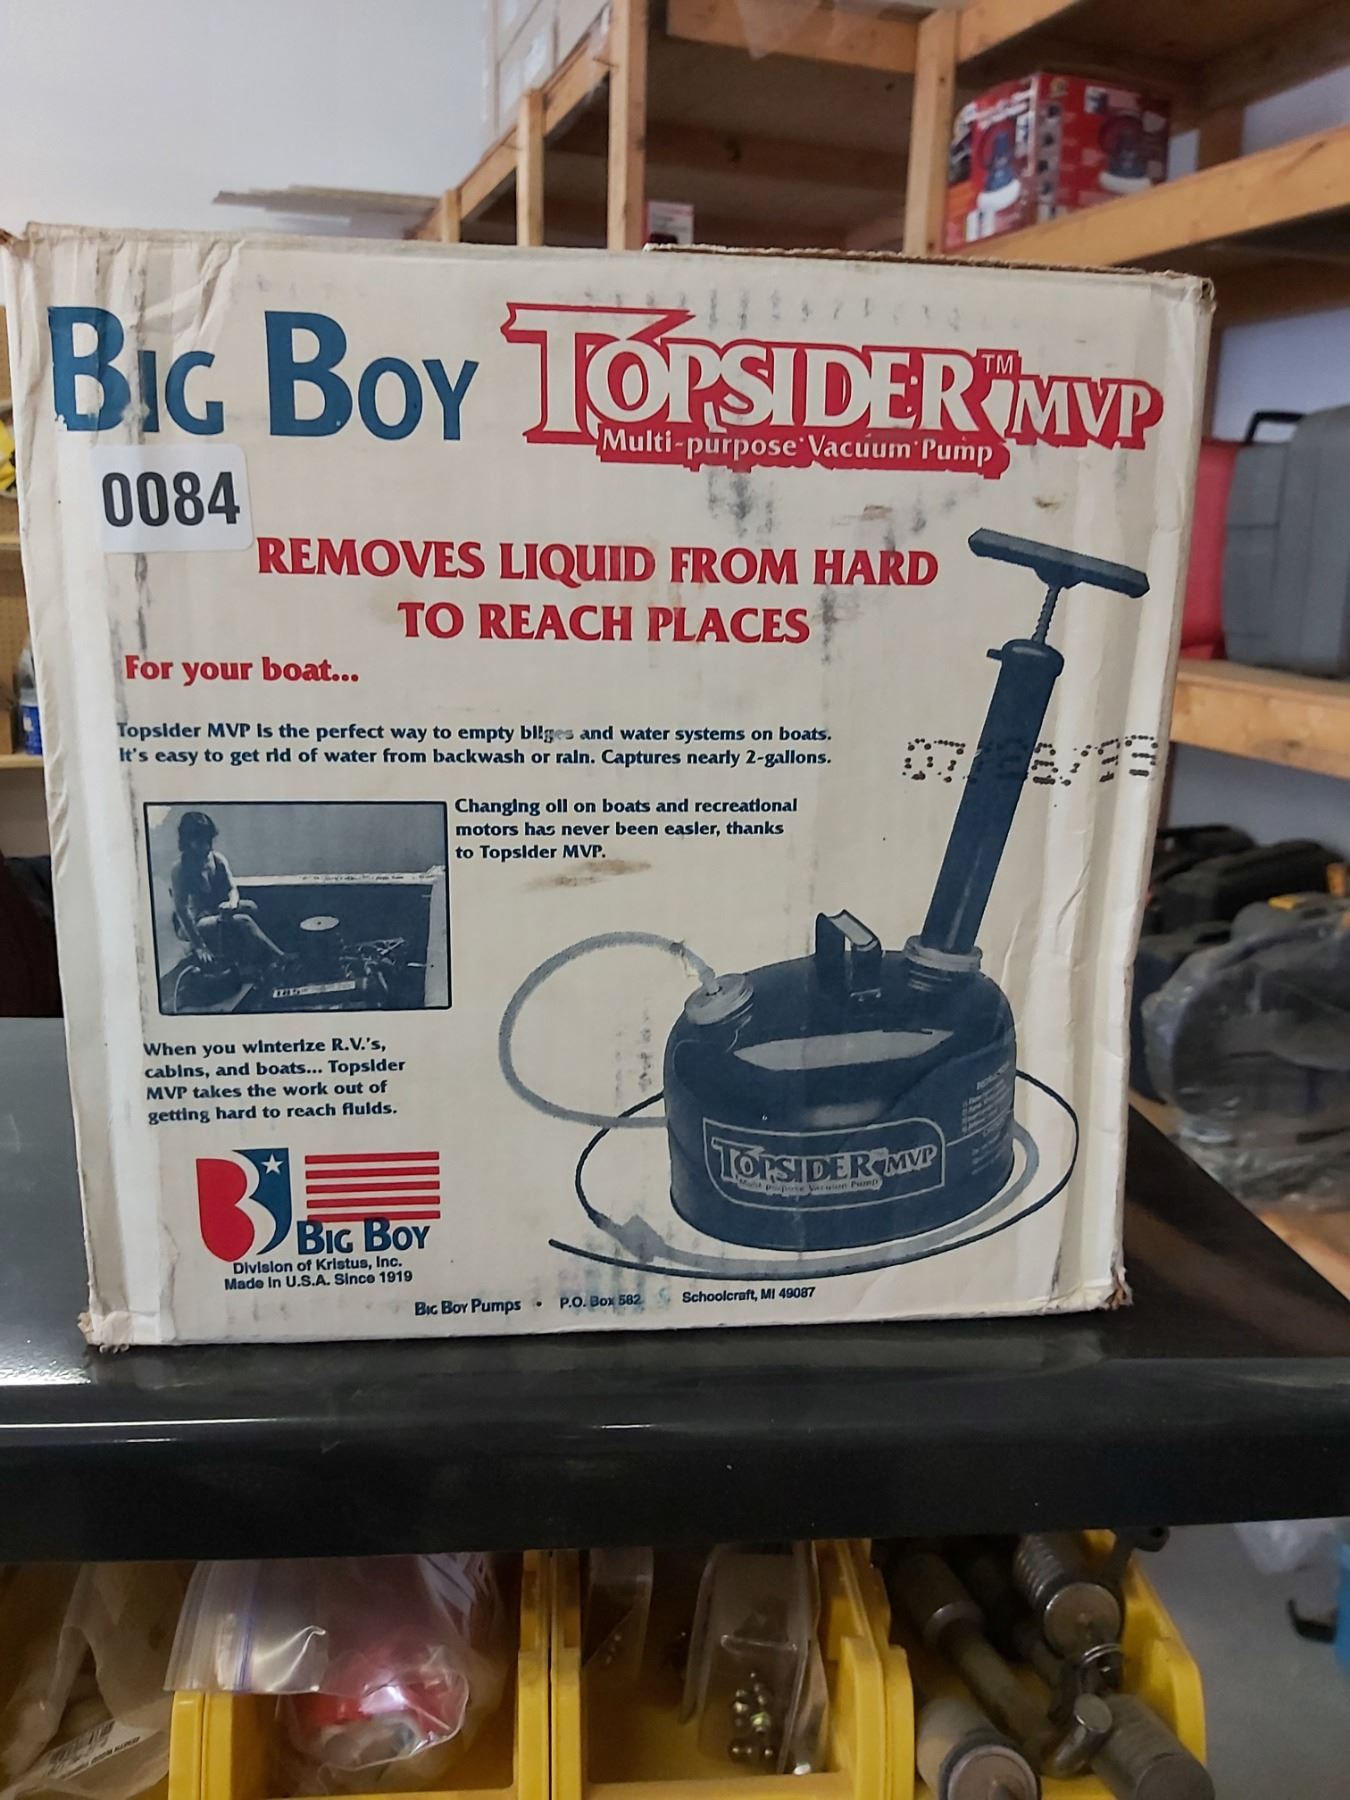 BIG BOY TOPSIDER™ MVP
Multi-purpose Vacuum Pump
0084
REMOVES LIQUID FROM HARD
TO REACH PLACES
For your boat...
Topsider MVP is the perfect way to empty bilges and water systems on boats.
It's easy to get rid of water from backwash or rain. Captures nearly 2-gallons.
Changing oil on boats and recreational
motors has never been easier, thanks
to Topsider MVP.
When you winterize R.V.'s,
cabins, and boats... Topsider
MVP takes the work out of
getting hard to reach fluids.
TOPSIDER™ MVP
Multi-purpose Vacuum Pump
BIG BOY
Division of Kristus, Inc.
Made in U.S.A. Since 1919
BIG BOY PUMPS • P.O. Box 582 Schoolcraft, MI 49087